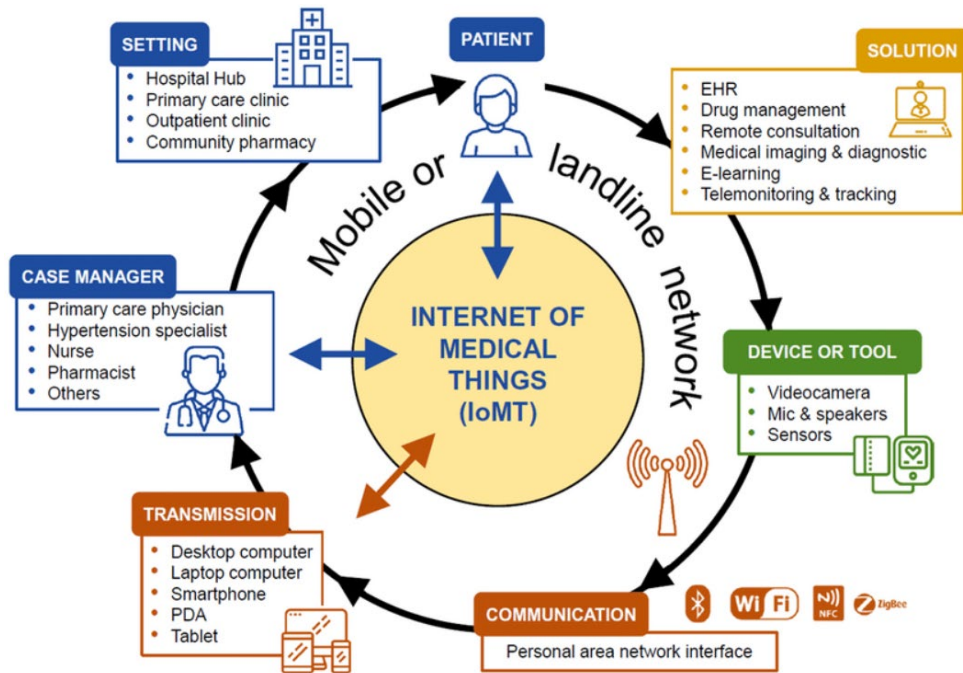 PATIENT
SOLUTION
EHR
Drug management
Remote consultation
Medical imaging & diagnostic
E-learning
Telemonitoring & tracking
DEVICE OR TOOL
Videocamera
Mic & speakers
Sensors
COMMUNICATION
Personal area network interface
WiFi
NFC
ZigBee
TRANSMISSION
Desktop computer
Laptop computer
Smartphone
PDA
Tablet
CASE MANAGER
Primary care physician
Hypertension specialist
Nurse
Pharmacist
Others
SETTING
Hospital Hub
Primary care clinic
Outpatient clinic
Community pharmacy
Mobile or landline network
INTERNET OF
MEDICAL
THINGS
(IoMT)